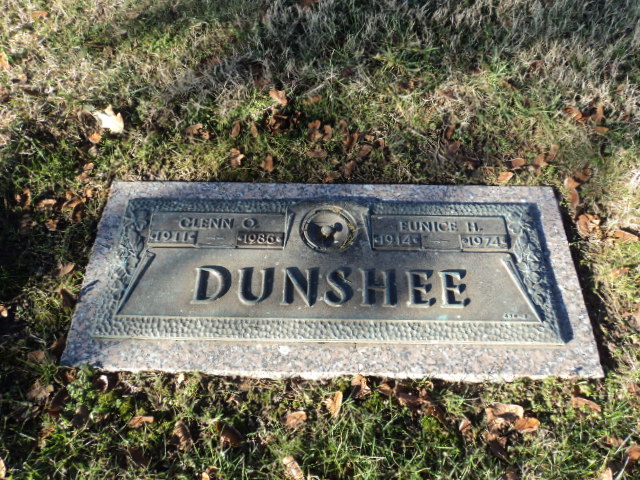 GLENN O. EUNICE H.
1911 — 1986 1914 — 1974
DUNSHEE